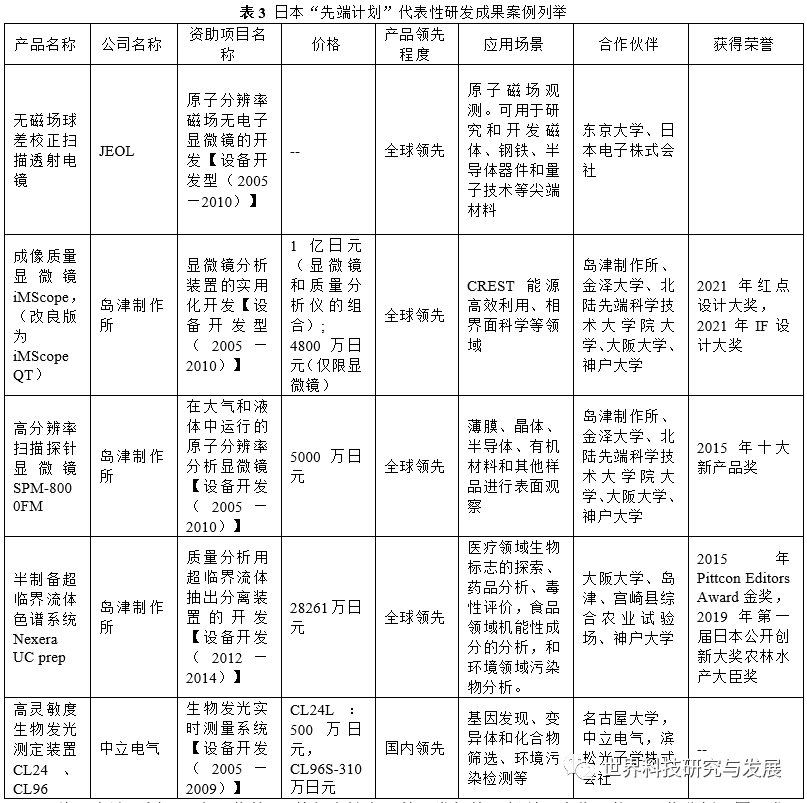 表 3 日本“先端计划”代表性研发成果案例列举
产品名称
公司名称
资助项目名
称
价格
产品领先
程度
应用场景
合作伙伴
获得荣誉
无磁场球
差校正扫
描透射电
镜
JEOL
原子分辨率
磁场无电子
显微镜的开
发【设备开
发型（2005
—2010）】
--
全球领先
原子磁场观
测。可用于研
究和开发磁
体、钢铁、半
导体器件和量
子技术等尖端
材料
东京大学、日
本电子株式会
社
成像质量
显微镜
iMScope，
（改良版
为
iMScope
QT）
岛津制作
所
显微镜分析
装置的实用
化开发【设
备开发型
（2005—
2010）】
1 亿日元
（显微镜
和质量分
析仪的组
合）；
4800 万日
元（仅限显
微镜）
全球领先
CREST 能源
高效利用、相
界面科学等领
域
岛津制作所、
金泽大学、北
陆先端科学技
术大学院大
学、大阪大学、
神户大学
2021 年红点
设计大奖，
2021 年 IF 设
计大奖
高分辨率
扫描探针
显微镜
SPM-800
0FM
岛津制作
所
在大气和液
体中运行的
原子分辨率
分析显微镜
【设备开发
（2005—
2010）】
5000 万日
元
全球领先
薄膜、晶体、
半导体、有机
材料和其他样
品进行表面观
察
岛津制作所、
金泽大学、北
陆先端科学技
术大学院大
学、大阪大学、
神户大学
2015 年十大
新产品奖
半制备超
临界流体
色谱系统
Nexera
UC prep
岛津制作
所
质量分析用
超临界流体
抽出分离装
置的开发
【设备开发
（2012—
2014）】
28261万日
元
全球领先
医疗领域生物
标志的探索、
药品分析、毒
性评价，食品
领域机能性成
分的分析，和
环境领域污染
物分析。
大阪大学、岛
津、宫崎县综
合农业试验
场、神户大学
2015 年
Pittcon Editors
Award 金奖，
2019 年第一
届日本公开创
新大奖农林水
产大臣奖
高灵敏度
生物发光
测定装置
CL24、
CL96
中立电气
生物发光实
时测量系统
【设备开发
（2005—
2009）】
CL24L：
500 万日
元，
CL96S-310
万日元
国内领先
基因发现、变
异体和化合物
筛选、环境污
染检测等
名古屋大学，
中立电气，滨
松光子学株式
会社
--
世界科技研究与发展